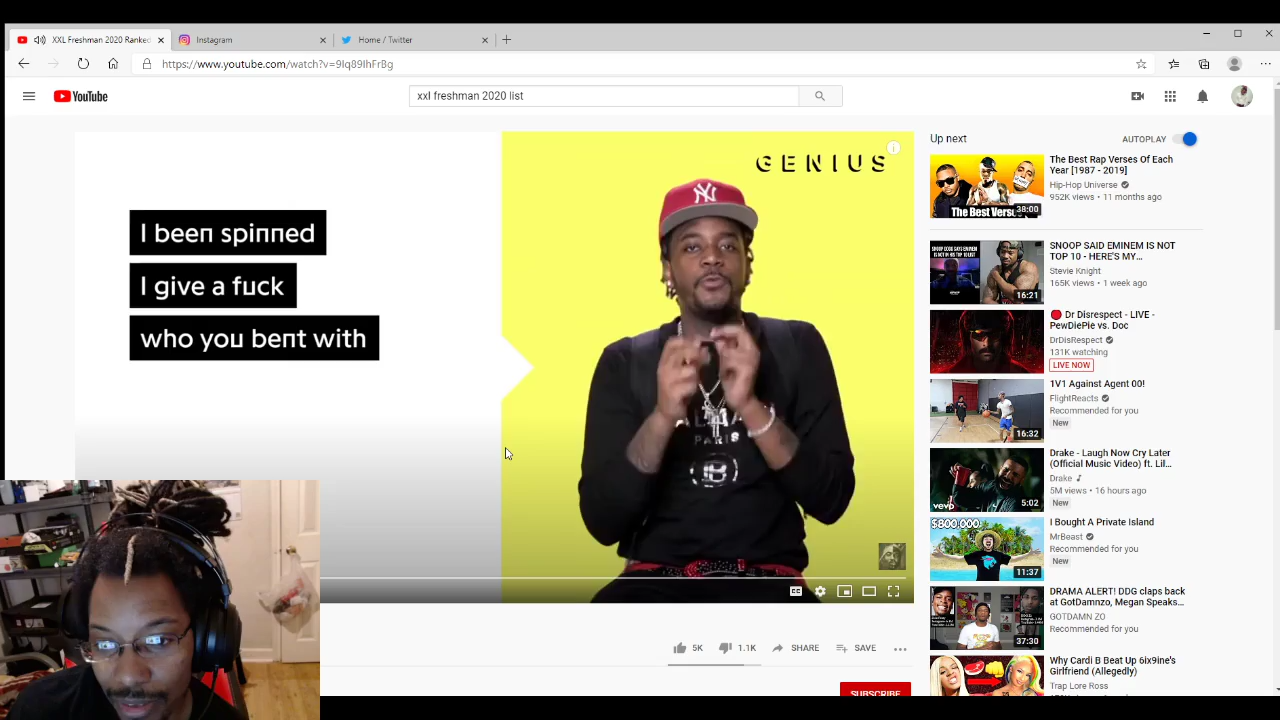 XXL Freshman 2020 Ranked
Instagram
Home / Twitter
https://www.youtube.com/watch?v=9Iq89IhFrBg
YouTube
xxl freshman 2020 list
GENIUS
I been spinned
I give a fuck
who you bent with
PARIS
5K
1.1K
SHARE
SAVE
SUBSCRIBE
Up next
AUTOPLAY
The Best Rap Verses Of Each
Year [1987 - 2019]
Hip-Hop Universe
952K views • 11 months ago
The Best Verses
38:00
SNOOP SAID EMINEM IS NOT
TOP 10 - HERE'S MY...
Stevie Knight
165K views • 1 week ago
16:21
Dr Disrespect - LIVE -
PewDiePie vs. Doc
DrDisRespect
131K watching
LIVE NOW
1V1 Against Agent 00!
FlightReacts
Recommended for you
New
16:32
Drake - Laugh Now Cry Later
(Official Music Video) ft. Lil...
Drake
5M views • 16 hours ago
New
vevo
5:02
I Bought A Private Island
MrBeast
Recommended for you
New
$800,000
11:37
DRAMA ALERT! DDG claps back
at GotDamnzo, Megan Speaks...
GOTDAMN ZO
Recommended for you
37:30
Why Cardi B Beat Up 6ix9ine's
Girlfriend (Allegedly)
Trap Lore Ross